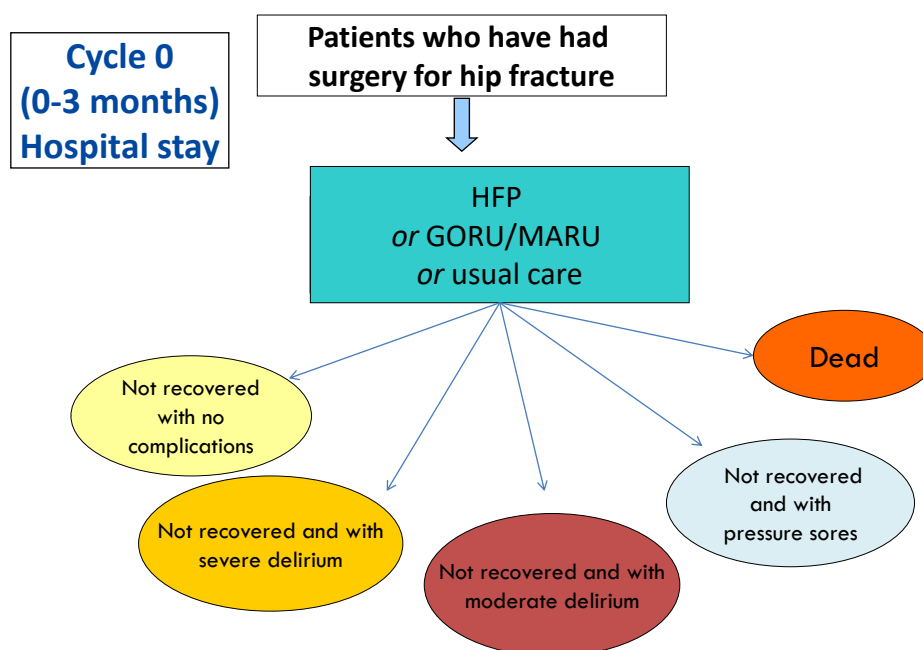 Cycle 0
(0-3 months)
Hospital stay
Patients who have had
surgery for hip fracture
HFP
or GORU/MARU
or usual care
Dead
Not recovered
with no
complications
Not recovered
and with
pressure sores
Not recovered and with
severe delirium
Not recovered and with
moderate delirium